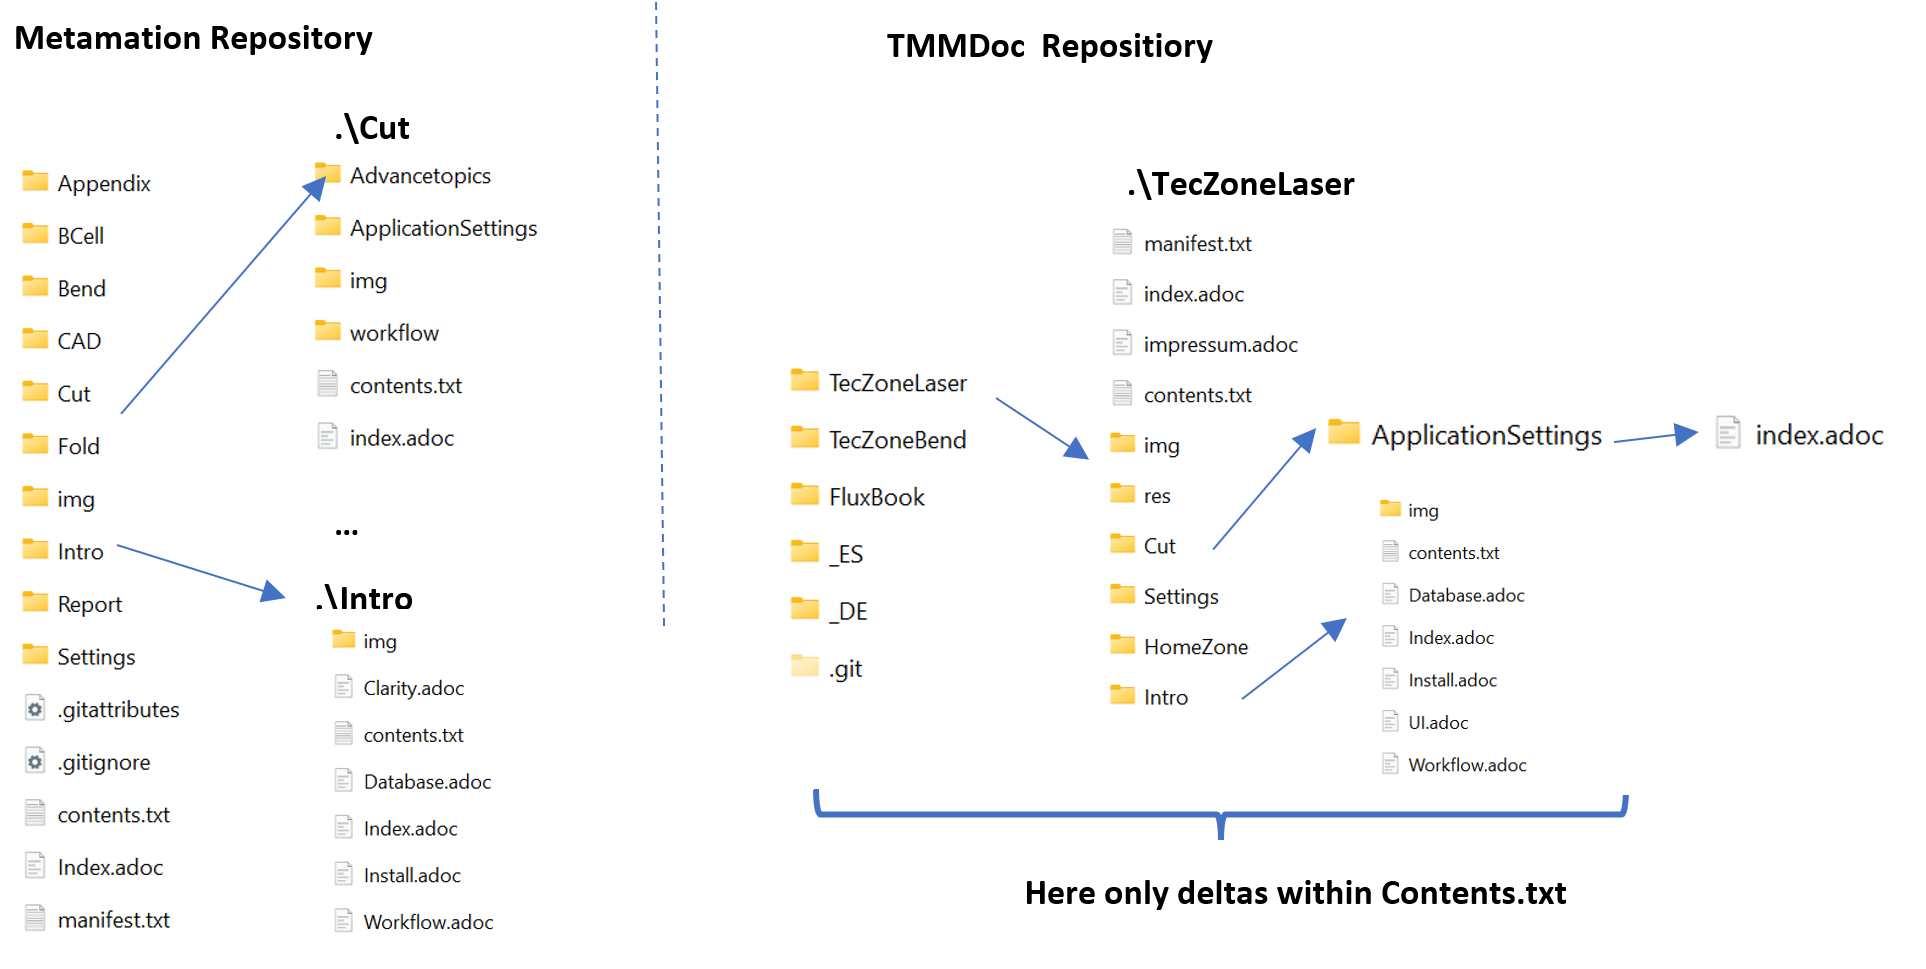 Metamation Repository
Appendix
BCell
Bend
CAD
Cut
Fold
img
Intro
Report
Settings
.gitattributes
.gitignore
contents.txt
Index.adoc
manifest.txt
.\Cut
Advancetopics
ApplicationSettings
img
workflow
contents.txt
index.adoc
...
.\Intro
img
Clarity.adoc
contents.txt
Database.adoc
Index.adoc
Install.adoc
Workflow.adoc
TMMDoc  Repositiory
TecZoneLaser
TecZoneBend
FluxBook
_ES
_DE
.git
.\TecZoneLaser
manifest.txt
index.adoc
impressum.adoc
contents.txt
img
res
Cut
Settings
HomeZone
Intro
ApplicationSettings
index.adoc
img
contents.txt
Database.adoc
Index.adoc
Install.adoc
UI.adoc
Workflow.adoc
Here only deltas within Contents.txt